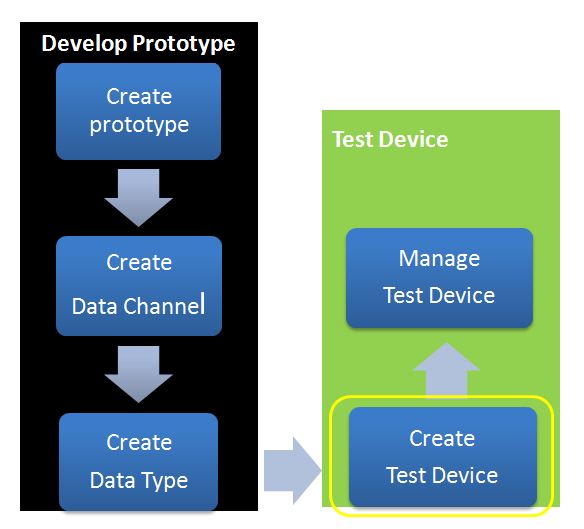 Develop Prototype
Create
prototype
Create
Data Channel
Create
Data Type
Test Device
Manage
Test Device
Create
Test Device